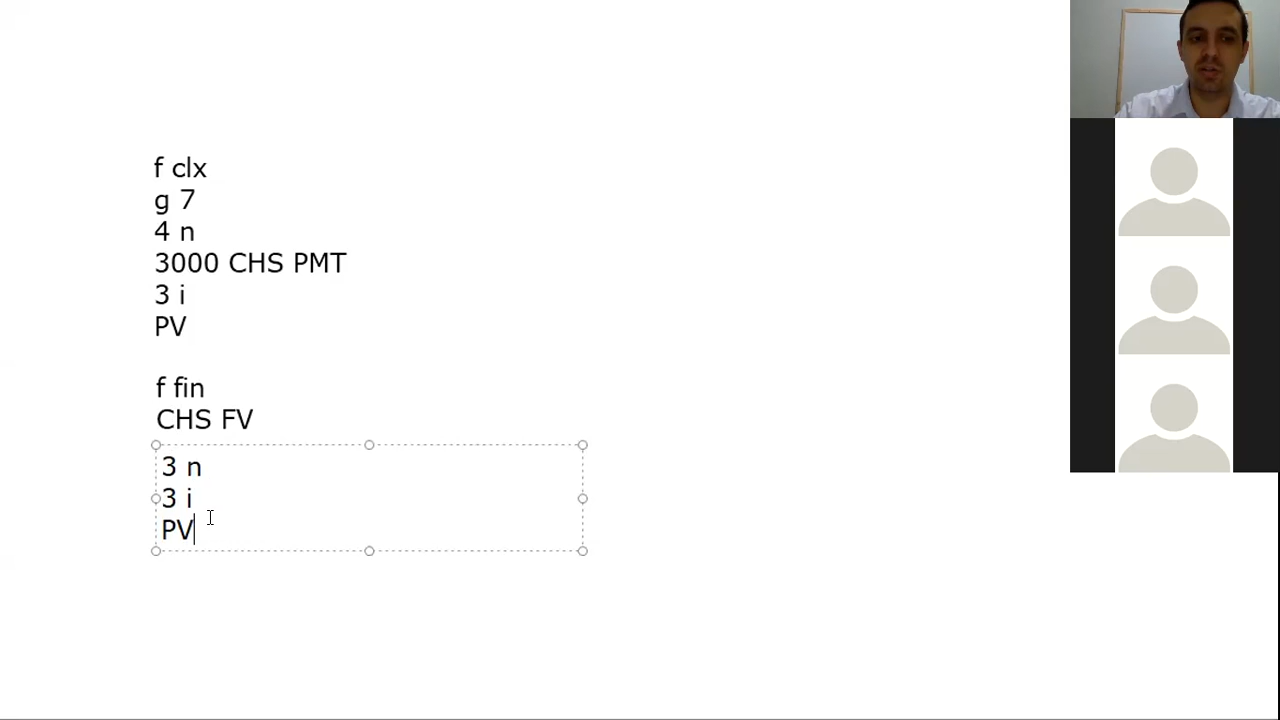 f clx
g 7
4 n
3000 CHS PMT
3 i
PV
f fin
CHS FV
3 n
3 i
PV